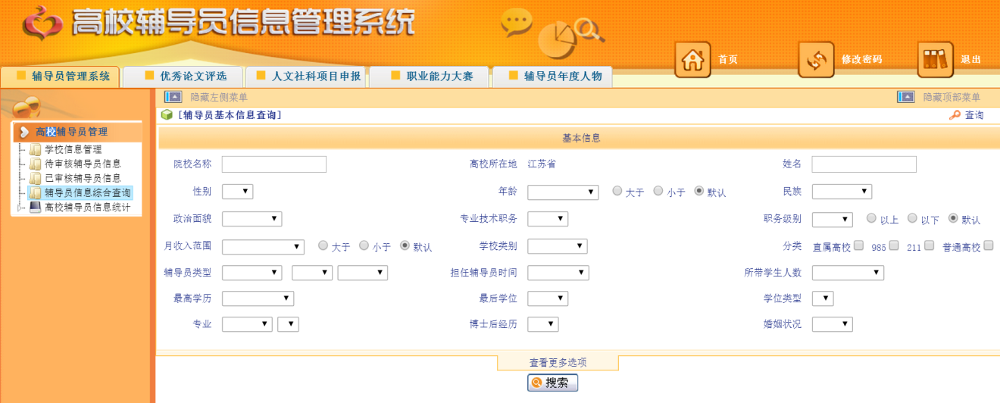 高校辅导员信息管理系统
首页 修改密码 退出
辅导员管理系统 优秀论文评选 人文社科项目申报 职业能力大赛 辅导员年度人物
隐藏左侧菜单 隐藏顶部菜单
[辅导员基本信息查询] 查询
高校辅导员管理
学校信息管理
待审核辅导员信息
已审核辅导员信息
辅导员信息综合查询
高校辅导员信息统计
基本信息
院校名称 高校所在地 江苏省 姓名
性别 年龄 大于 小于 默认 民族
政治面貌 专业技术职务 职务级别 以上 以下 默认
月收入范围 大于 小于 默认 学校类别 分类 直属高校 985 211 普通高校
辅导员类型 担任辅导员时间 所带学生人数
最高学历 最后学位 学位类型
专业 博士后经历 婚姻状况
查看更多选项
搜索